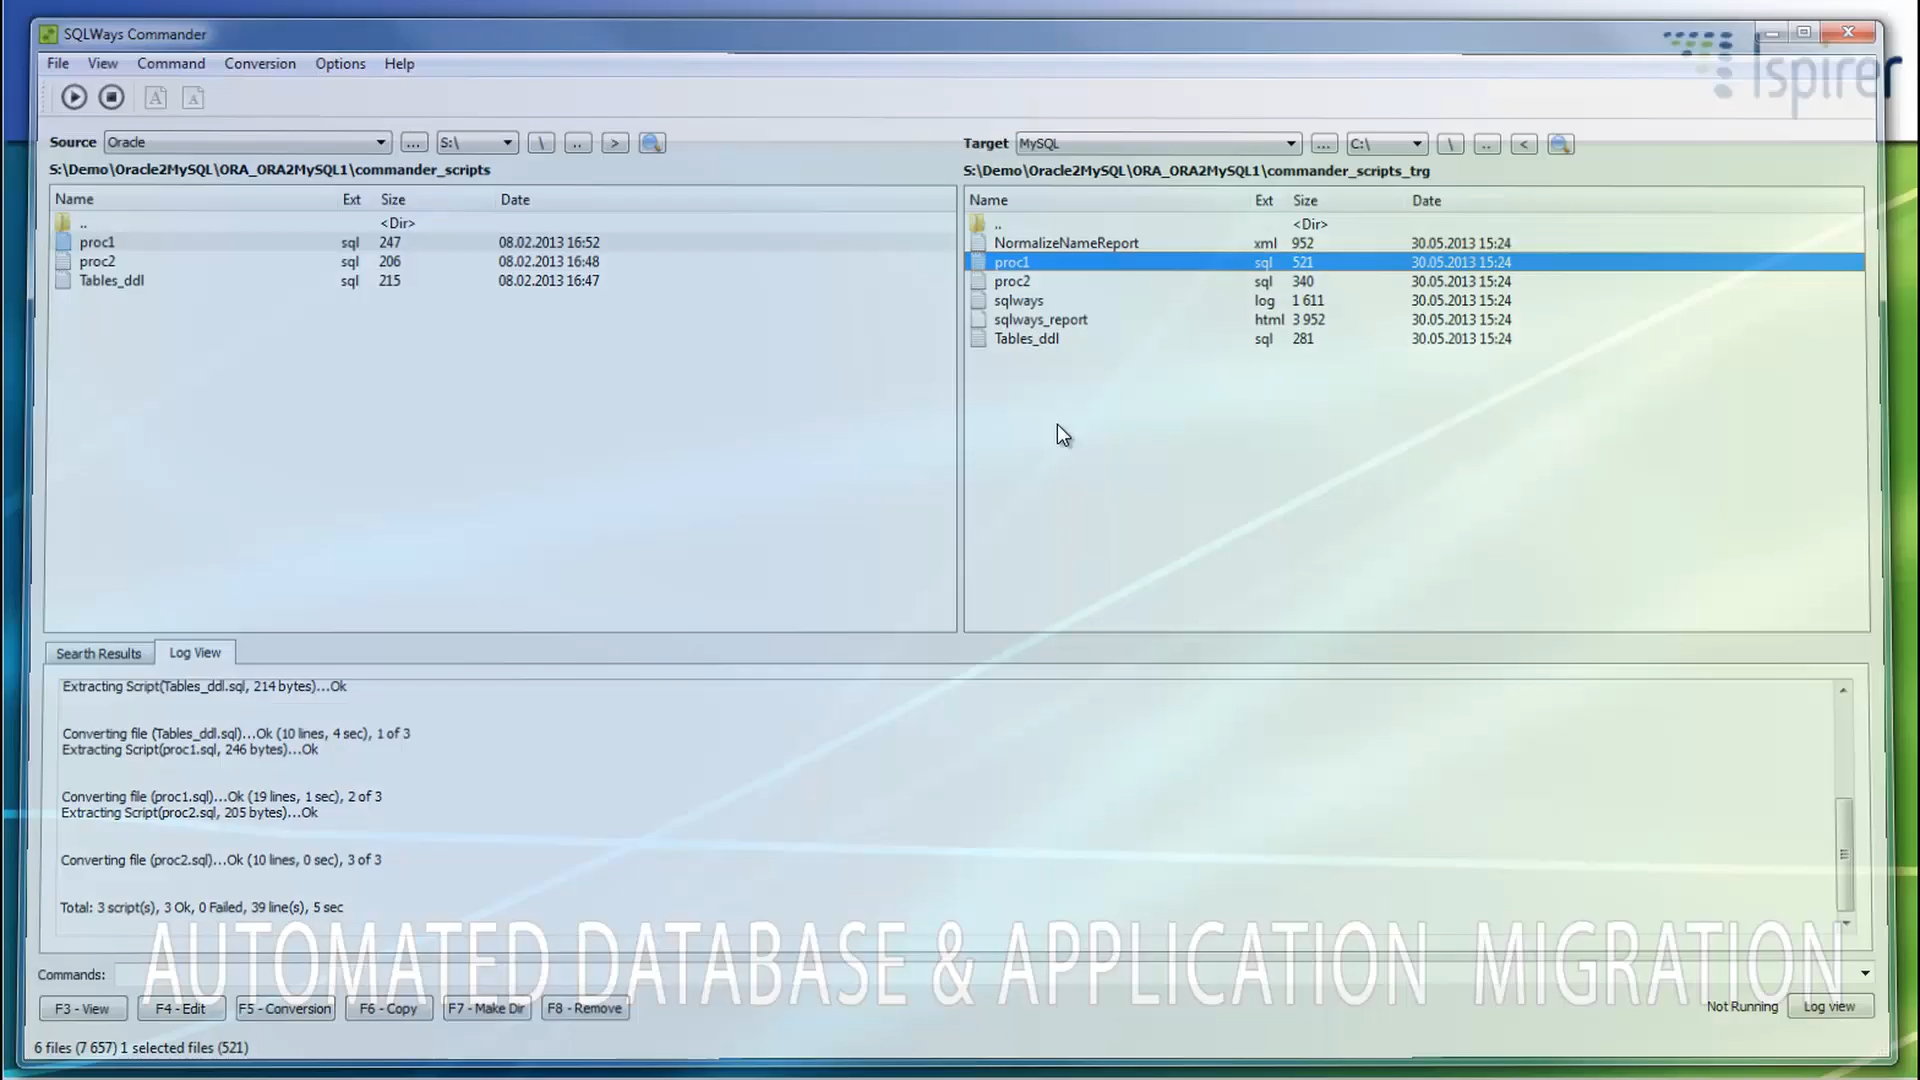 SQLWays Commander
File View Command Conversion Options Help
Ispirer
Source Oracle ... S:\ \ .. >
Target MySQL ... C:\ \ .. <
S:\Demo\Oracle2MySQL\ORA_ORA2MySQL1\commander_scripts
S:\Demo\Oracle2MySQL\ORA_ORA2MySQL1\commander_scripts_trg
Name Ext Size Date
.. <Dir>
proc1 sql 247 08.02.2013 16:52
proc2 sql 206 08.02.2013 16:48
Tables_ddl sql 215 08.02.2013 16:47
Name Ext Size Date
.. <Dir>
NormalizeNameReport xml 952 30.05.2013 15:24
proc1 sql 521 30.05.2013 15:24
proc2 sql 340 30.05.2013 15:24
sqlways log 1 611 30.05.2013 15:24
sqlways_report html 3 952 30.05.2013 15:24
Tables_ddl sql 281 30.05.2013 15:24
Searth Results Log View
Extracting Script(Tables_ddl.sql, 214 bytes)...Ok
Converting file (Tables_ddl.sql)...Ok (10 lines, 4 sec), 1 of 3
Extracting Script(proc1.sql, 246 bytes)...Ok
Converting file (proc1.sql)...Ok (19 lines, 1 sec), 2 of 3
Extracting Script(proc2.sql, 205 bytes)...Ok
Converting file (proc2.sql)...Ok (10 lines, 0 sec), 3 of 3
Total: 3 script(s), 3 Ok, 0 Failed, 39 line(s), 5 sec
AUTOMATED DATABASE & APPLICATION MIGRATION
Commands:
F3 - View F4 - Edit F5 - Conversion F6 - Copy F7 - Make Dir F8 - Remove
Not Running Log view
6 files (7 657) 1 selected files (521)